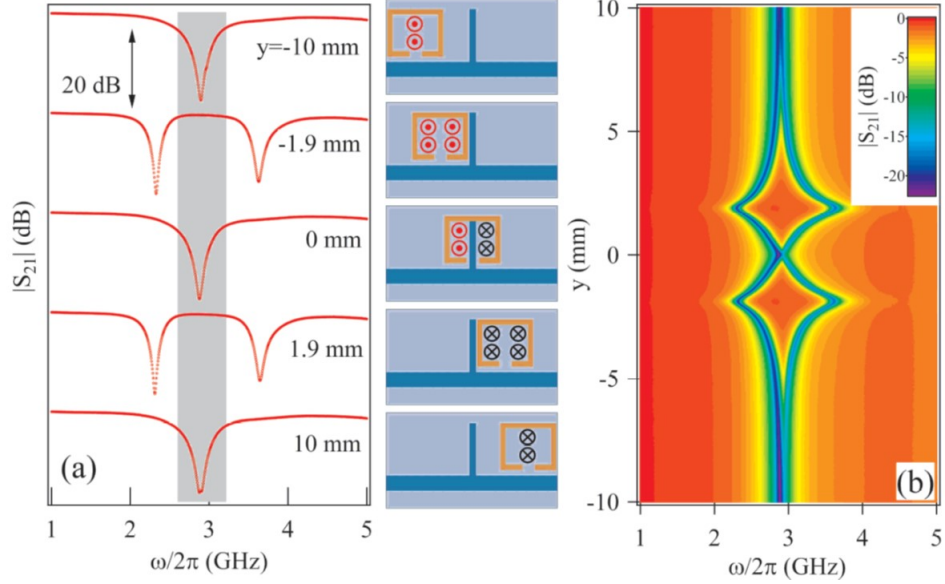 y=-10 mm
20 dB
-1.9 mm
0 mm
1.9 mm
10 mm
|S21| (dB)
(a)
1 2 3 4 5
ω/2π (GHz)
10
5
0
-5
-10
y (mm)
0
-5
-10
-15
-20
|S21| (dB)
(b)
1 2 3 4 5
ω/2π (GHz)